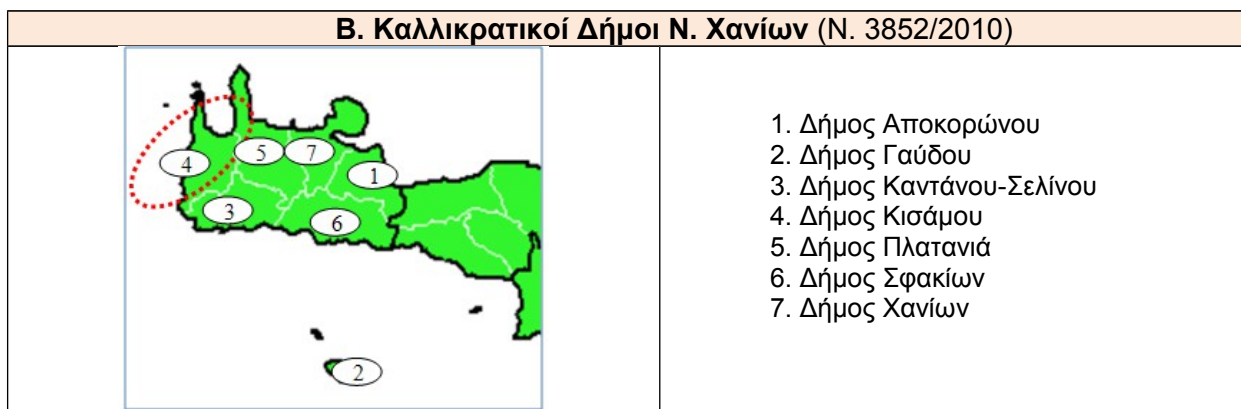 Β. Καλλικρατικοί Δήμοι Ν. Χανίων (Ν. 3852/2010)
4
5
7
1
3
6
2
1. Δήμος Αποκορώνου
2. Δήμος Γαύδου
3. Δήμος Καντάνου-Σελίνου
4. Δήμος Κισάμου
5. Δήμος Πλατανιά
6. Δήμος Σφακίων
7. Δήμος Χανίων